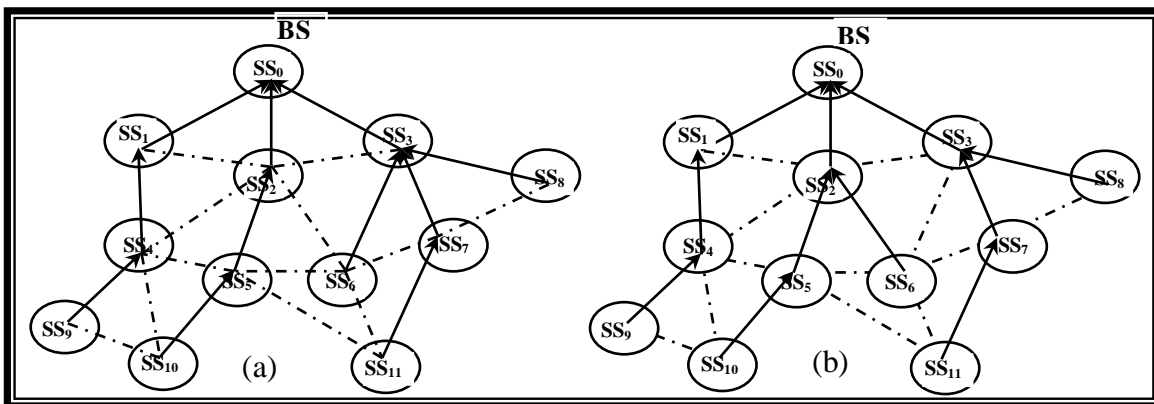 BS
SS0
SS1
SS3
SS2
SS8
SS4
SS7
SS5
SS6
SS9
SS10
(a)
SS11
BS
SS0
SS1
SS3
SS2
SS8
SS4
SS7
SS5
SS6
SS9
SS10
(b)
SS11